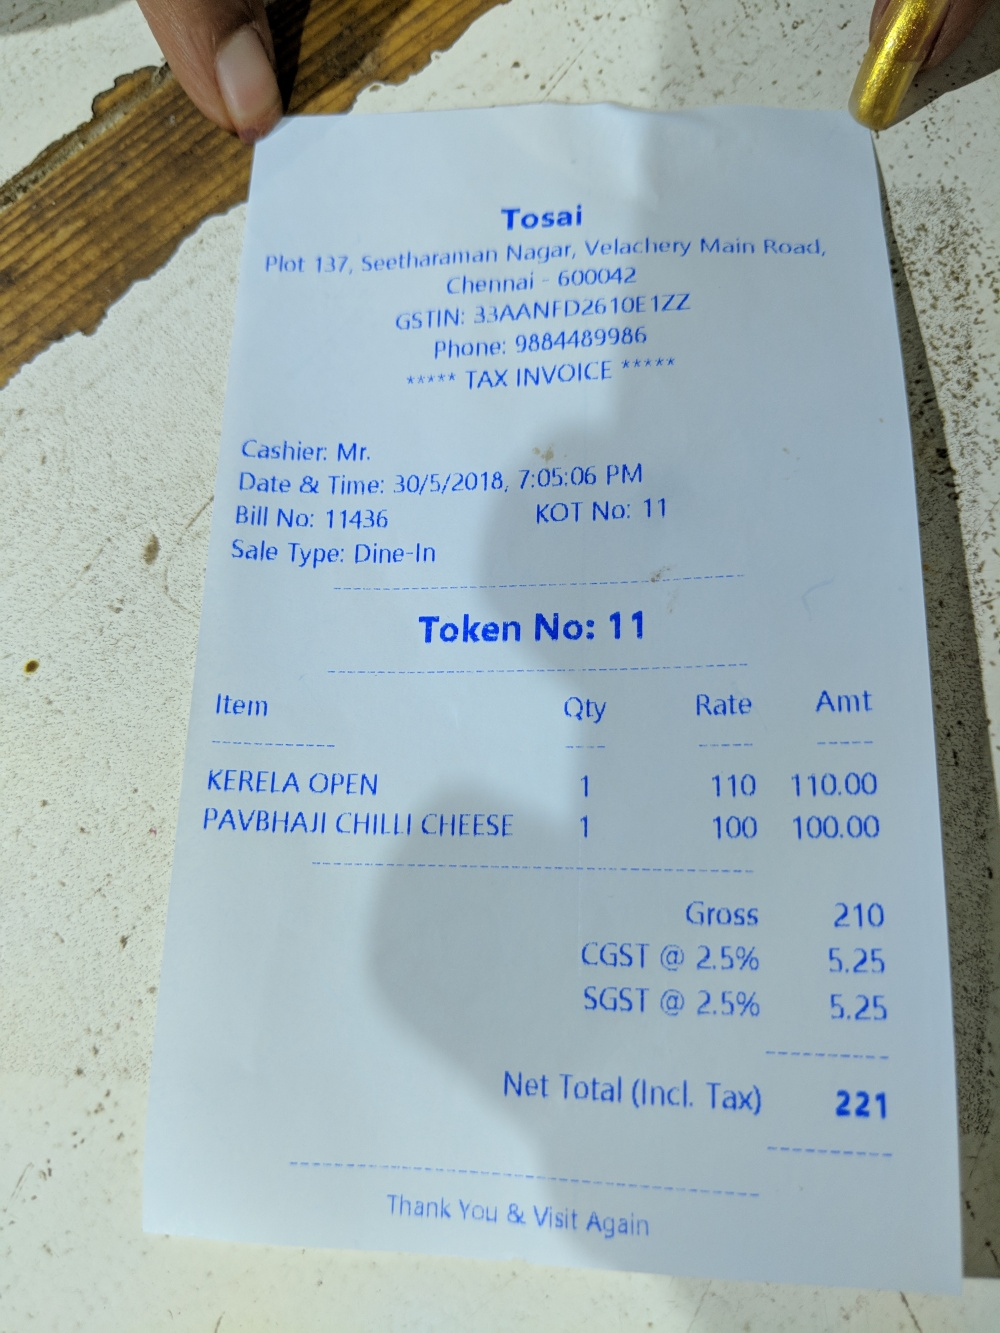 Tosai
Plot 137, Seetharaman Nagar, Velachery Main Road,
Chennai - 600042
GSTIN: 33AANFD2610E1ZZ
Phone: 9884489986
***** TAX INVOICE *****
Cashier: Mr.
Date & Time: 30/5/2018, 7:05:06 PM
Bill No: 11436 KOT No: 11
Sale Type: Dine-In
Token No: 11
Item Qty Rate Amt
KERELA OPEN 1 110 110.00
PAVBHAJI CHILLI CHEESE 1 100 100.00
Gross 210
CGST @ 2.5% 5.25
SGST @ 2.5% 5.25
Net Total (Incl. Tax) 221
Thank You & Visit Again